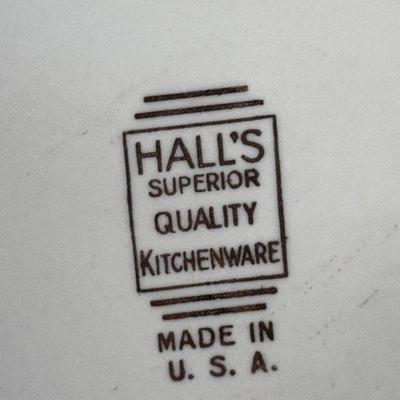 HALL'S
SUPERIOR
QUALITY
KITCHENWARE
MADE IN
U. S. A.